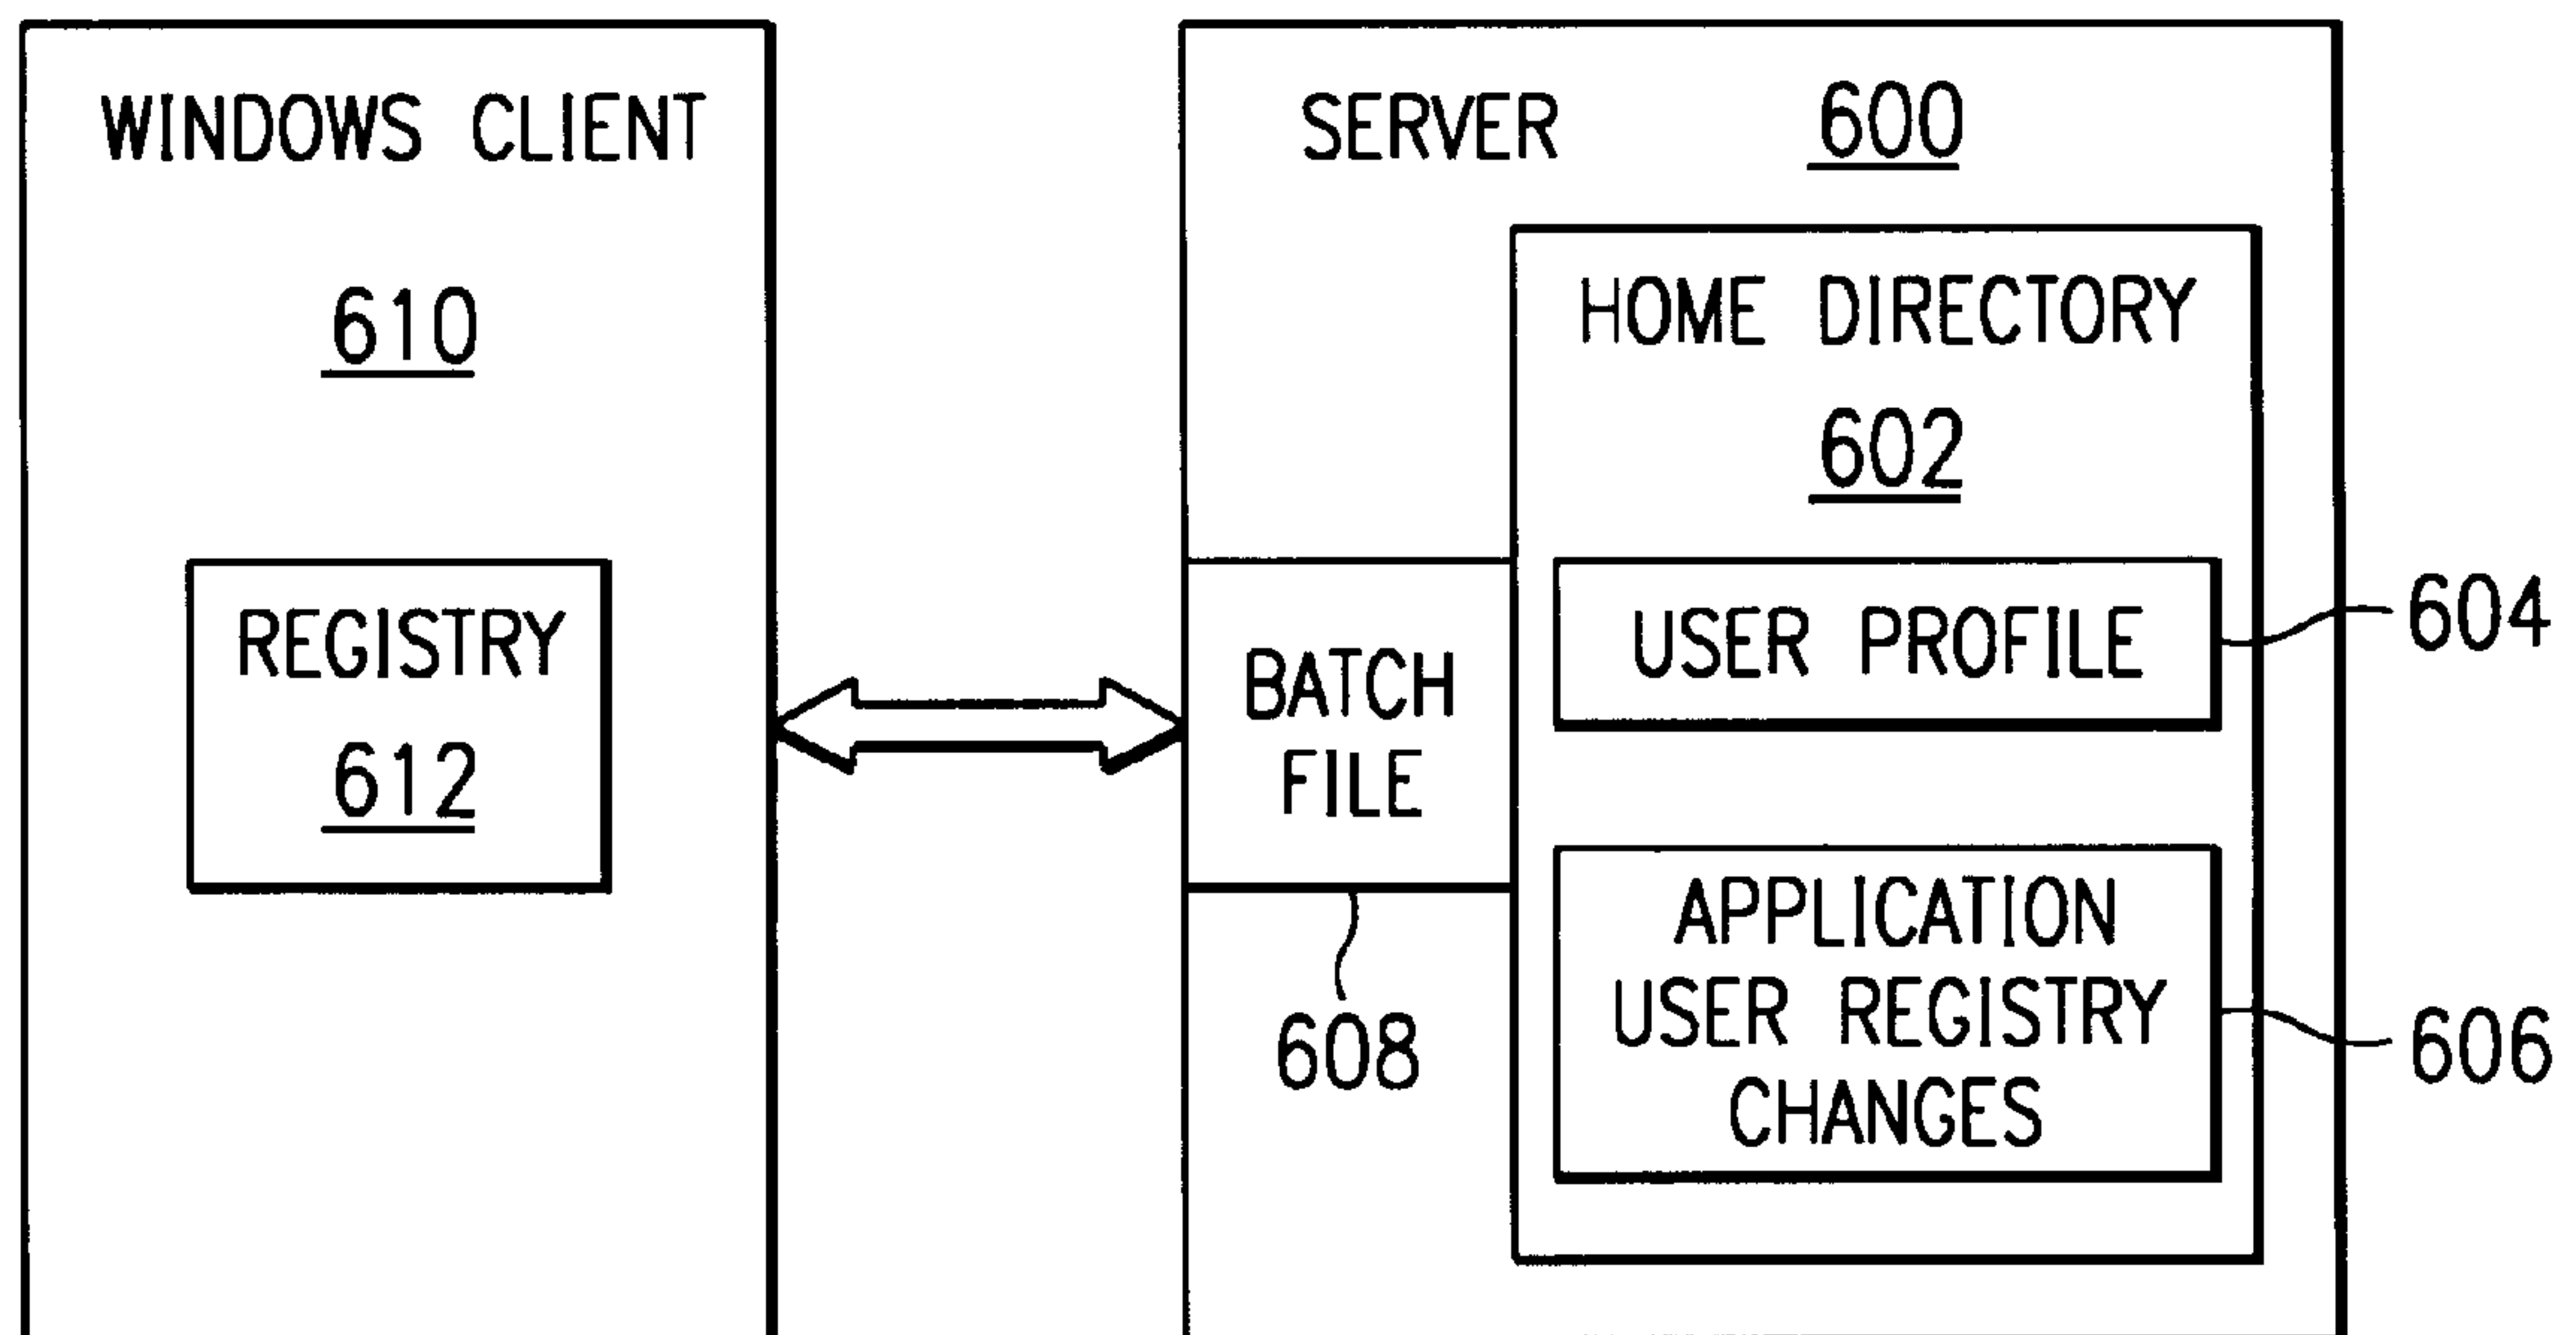 WINDOWS CLIENT
610
REGISTRY
612
SERVER 600
HOME DIRECTORY
602
USER PROFILE
604
BATCH
FILE
608
APPLICATION
USER REGISTRY
CHANGES
606